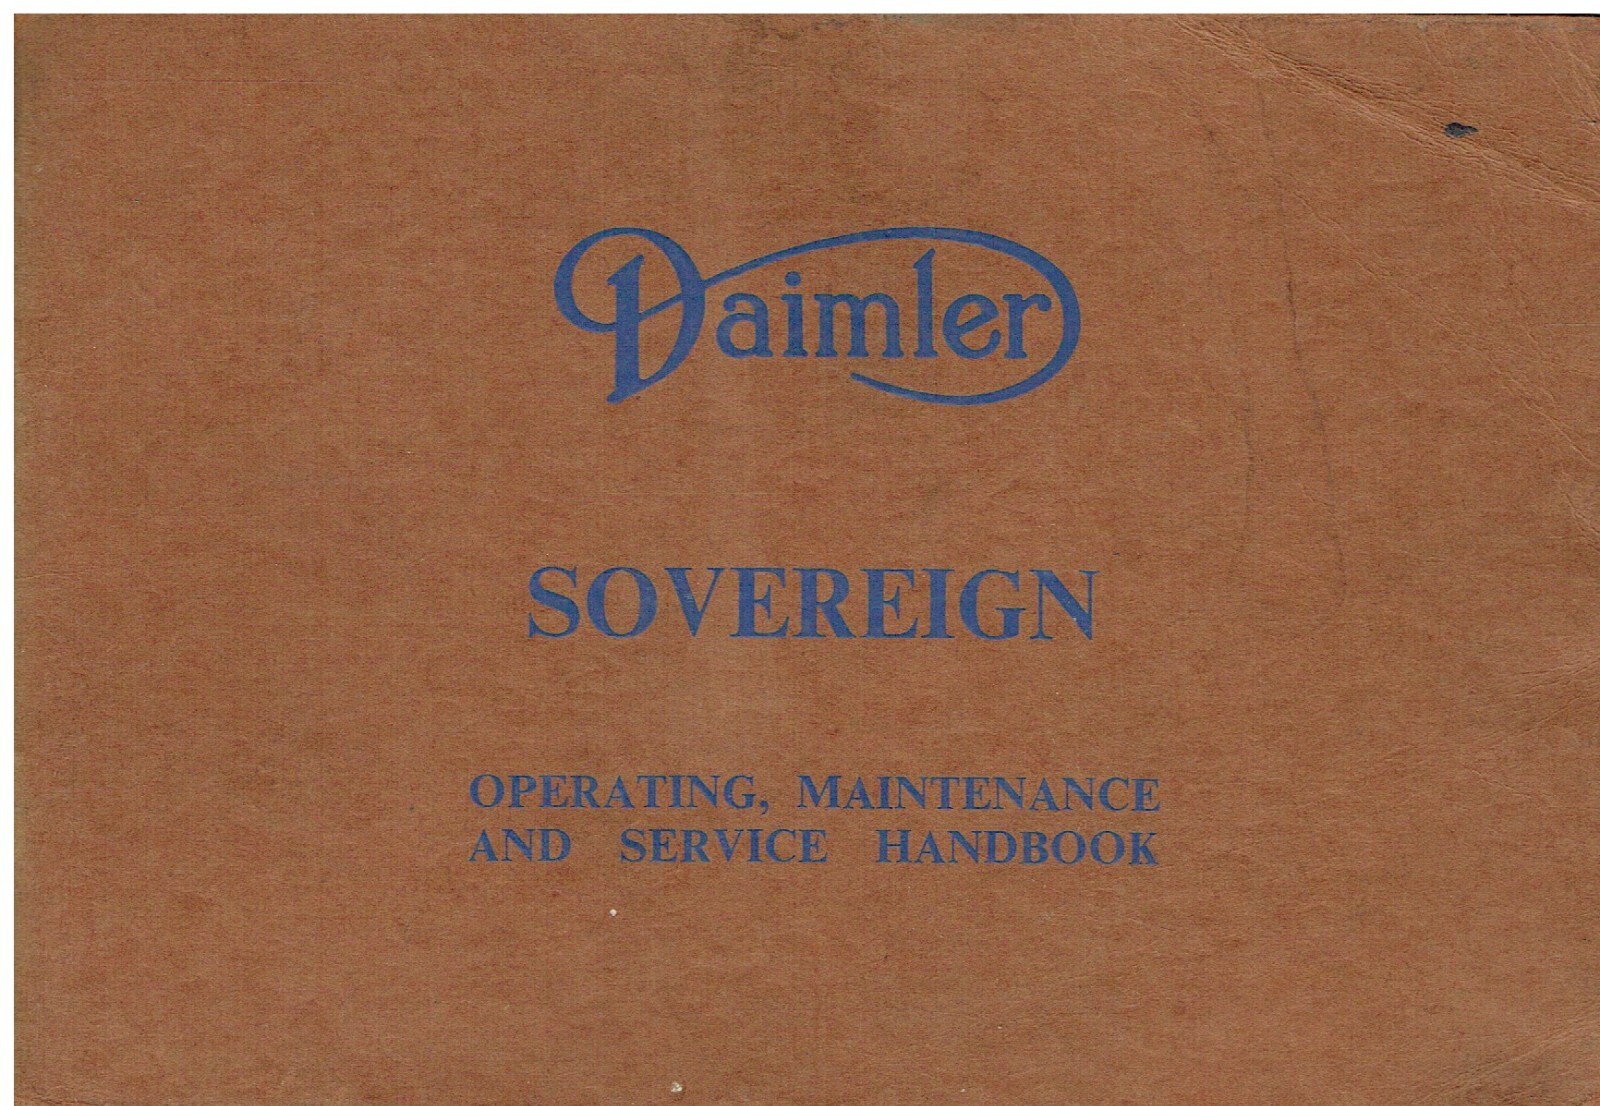 Daimler
SOVEREIGN
OPERATING, MAINTENANCE
AND SERVICE HANDBOOK